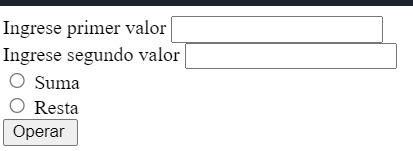 Ingrese primer valor
Ingrese segundo valor
Suma
Resta
Operar